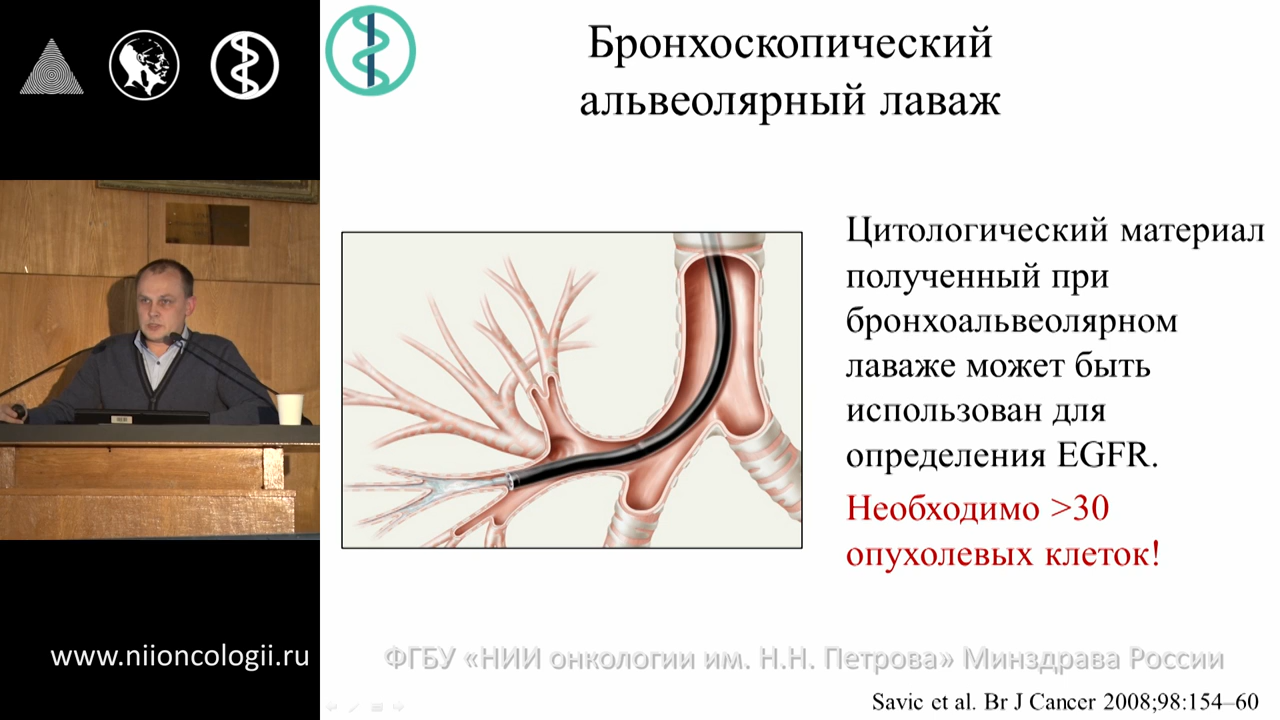 Бронхоскопический
альвеолярный лаваж
Цитологический материал
полученный при
бронхоальвеолярном
лаваже может быть
использован для
определения EGFR.
Необходимо >30
опухолевых клеток!
www.niioncologii.ru
ФГБУ «НИИ онкологии им. Н.Н. Петрова» Минздрава России
Savic et al. Br J Cancer 2008;98:154–60